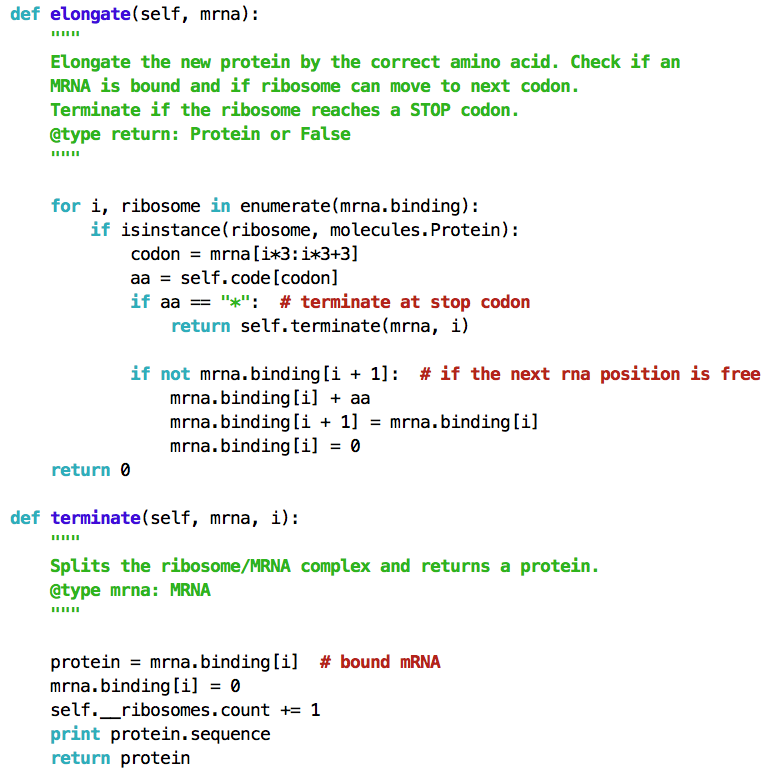 def elongate(self, mrna):
    """
    Elongate the new protein by the correct amino acid. Check if an
    MRNA is bound and if ribosome can move to next codon.
    Terminate if the ribosome reaches a STOP codon.
    @type return: Protein or False
    """

    for i, ribosome in enumerate(mrna.binding):
        if isinstance(ribosome, molecules.Protein):
            codon = mrna[i*3:i*3+3]
            aa = self.code[codon]
            if aa == "*":  # terminate at stop codon
                return self.terminate(mrna, i)

            if not mrna.binding[i + 1]:  # if the next rna position is free
                mrna.binding[i] + aa
                mrna.binding[i + 1] = mrna.binding[i]
                mrna.binding[i] = 0
    return 0

def terminate(self, mrna, i):
    """
    Splits the ribosome/MRNA complex and returns a protein.
    @type mrna: MRNA
    """

    protein = mrna.binding[i]  # bound mRNA
    mrna.binding[i] = 0
    self.__ribosomes.count += 1
    print protein.sequence
    return protein